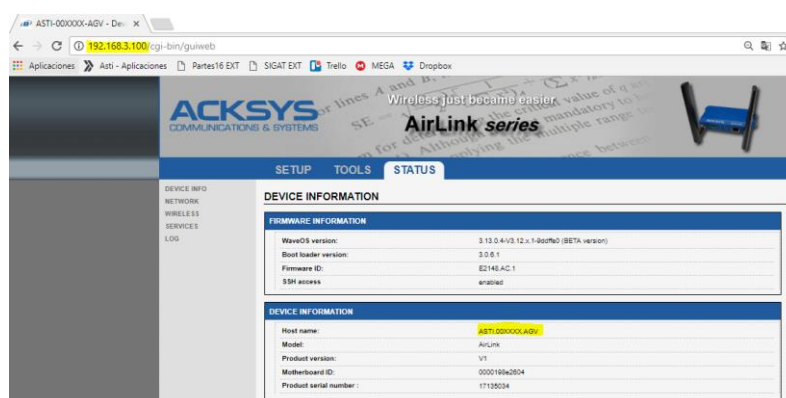 ASTI-00XXXX-AGV - Dev
192.168.3.100/cgi-bin/guiweb
Aplicaciones Asti - Aplicacione Partes16 EXT SIGAT EXT Trello MEGA Dropbox
ACKSYS
COMMUNICATIONS & SYSTEMS
Wireless just became easier
AirLink series
SETUP TOOLS STATUS
DEVICE INFO
NETWORK
WIRELESS
SERVICES
LOG
DEVICE INFORMATION
FIRMWARE INFORMATION
WaveOS version: 3.13.0.4-V3.12.x.1-9ddffe0 (BETA version)
Boot loader version: 3.0.6.1
Firmware ID: E2148.AC.1
SSH access enabled
DEVICE INFORMATION
Host name: ASTI.00XXXX.AGV
Model: AirLink
Product version: V1
Motherboard ID: 0000198e2604
Product serial number : 17135034